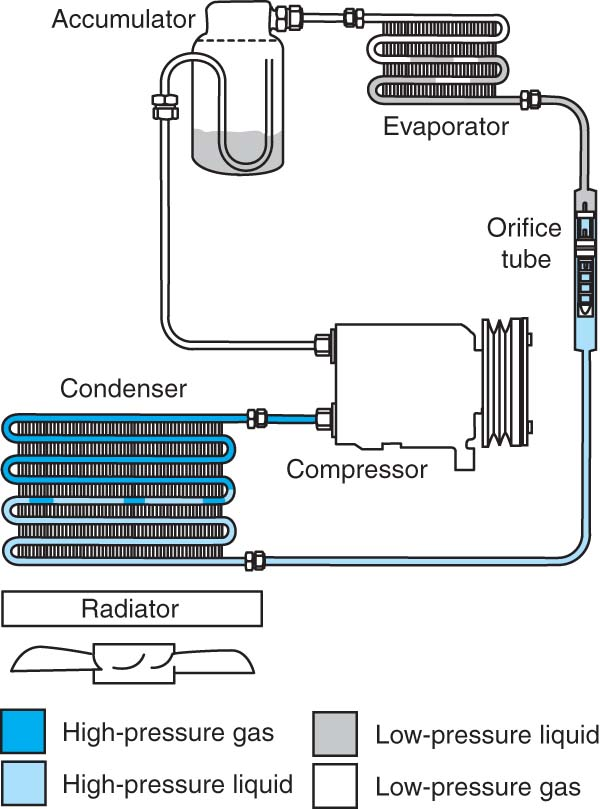 Accumulator
Evaporator
Orifice
tube
Condenser
Compressor
Radiator
High-pressure gas
Low-pressure liquid
High-pressure liquid
Low-pressure gas